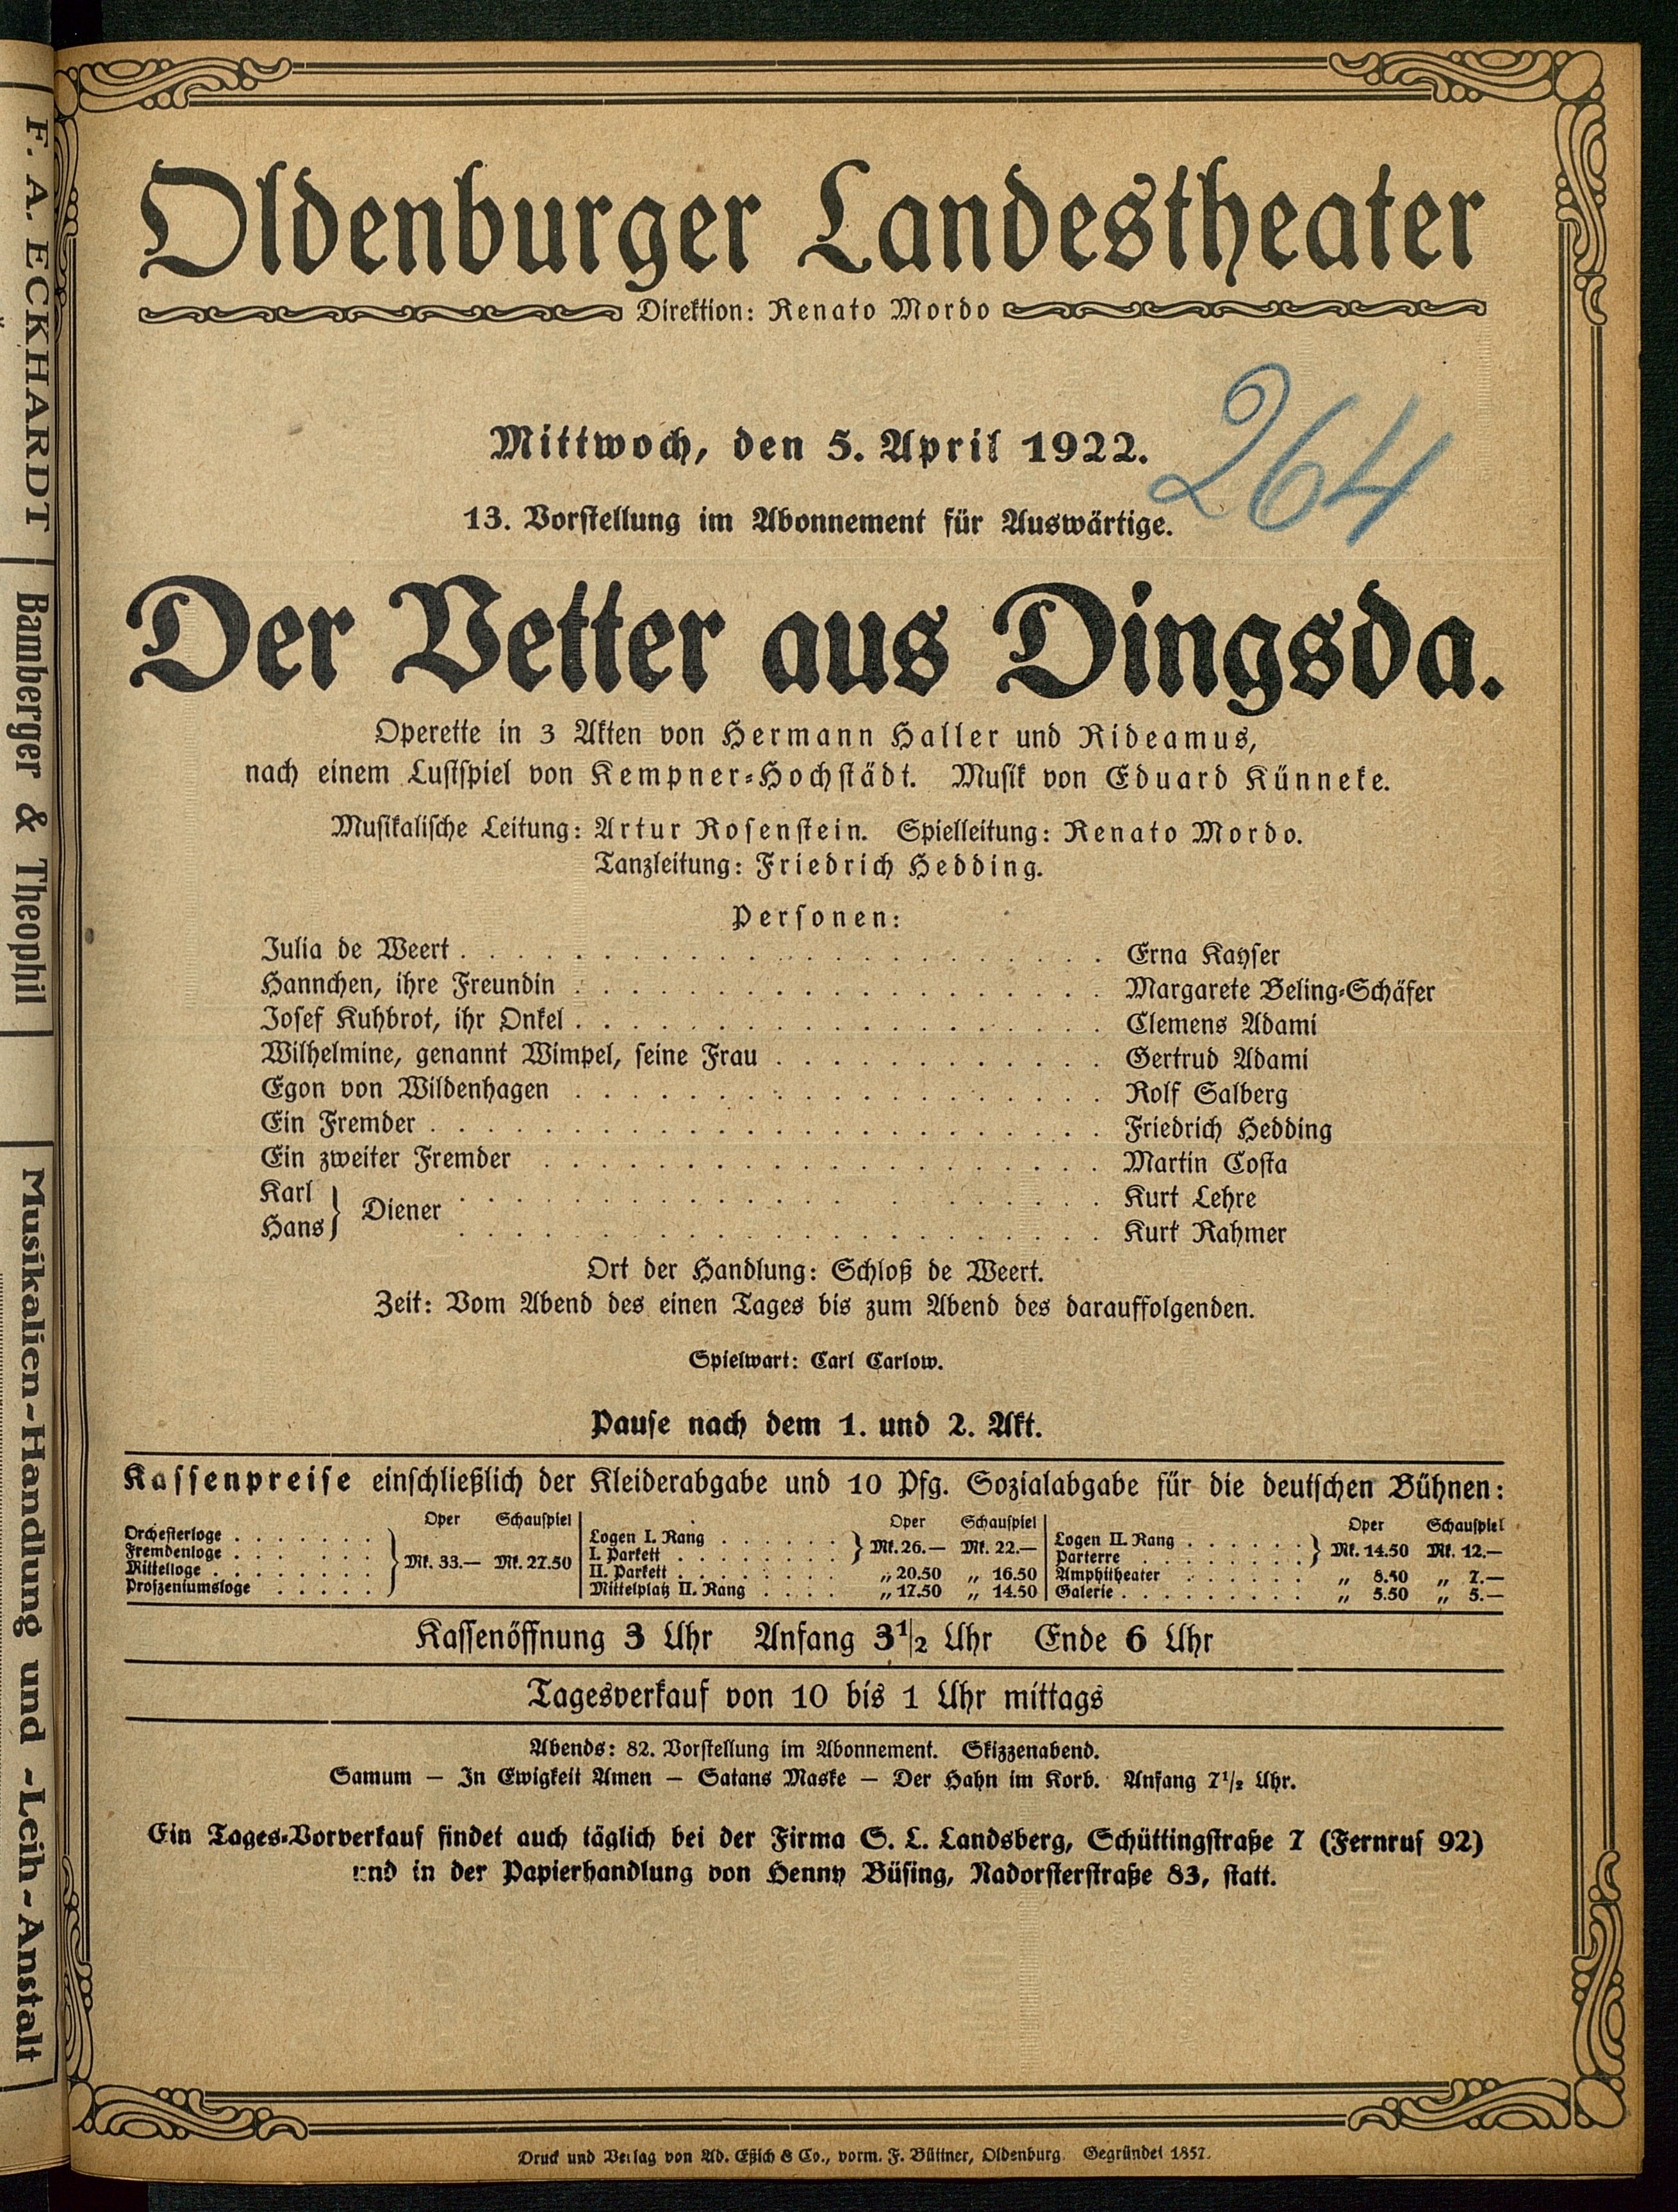 F. A. ECKHARDT
Bamberger & Theophil
Musikalien-Handlung und -Leih-Anstalt
Oldenburger Landestheater
Direktion: Renato Mordo
264
Mittwoch, den 5. April 1922.
13. Vorstellung im Abonnement für Auswärtige.
Der Vetter aus Dingsda.
Operette in 3 Akten von Hermann Haller und Rideamus,
nach einem Lustspiel von Kempner-Hochstädt. Musik von Eduard Künneke.
Musikalische Leitung: Artur Rosenstein. Spielleitung: Renato Mordo.
Tanzleitung: Friedrich Hedding.
Personen:
Julia de Weert . . . . . Erna Kayser
Hannchen, ihre Freundin . . . . . Margarete Beling-Schäfer
Josef Kuhbrot, ihr Onkel . . . . . Clemens Adami
Wilhelmine, genannt Wimpel, seine Frau . . . . . Gertrud Adami
Egon von Wildenhagen . . . . . Rolf Salberg
Ein Fremder . . . . . Friedrich Hedding
Ein zweiter Fremder . . . . . Martin Costa
Karl } Diener . . . . . Kurt Lehre
Hans } . . . . . Kurt Rahmer
Ort der Handlung: Schloß de Weert.
Zeit: Vom Abend des einen Tages bis zum Abend des darauffolgenden.
Spielwart: Carl Carlow.
Pause nach dem 1. und 2. Akt.
Kassenpreise einschließlich der Kleiderabgabe und 10 Pfg. Sozialabgabe für die deutschen Bühnen:
Oper Schauspiel
Orchesterloge
Fremdenloge
Mittelloge
Proszeniumsloge
Mk. 33.— Mk. 27.50
Oper Schauspiel
Logen I. Rang
I. Parkett
Mk. 26.— Mk. 22.—
II. Parkett „ 20.50 „ 16.50
Mittelplatz II. Rang „ 17.50 „ 14.50
Oper Schauspiel
Logen II. Rang
Parterre
Mk. 14.50 Mk. 12.—
Amphitheater „ 8.50 „ 7.—
Galerie „ 5.50 „ 5.—
Kassenöffnung 3 Uhr Anfang 3½ Uhr Ende 6 Uhr
Tagesverkauf von 10 bis 1 Uhr mittags
Abends: 82. Vorstellung im Abonnement. Skizzenabend.
Samum — In Ewigkeit Amen — Satans Maske — Der Hahn im Korb. Anfang 7½ Uhr.
Ein Tages-Vorverkauf findet auch täglich bei der Firma S. L. Landsberg, Schüttingstraße 7 (Fernruf 92)
und in der Papierhandlung von Henny Büsing, Nadorsterstraße 83, statt.
Druck und Verlag von Ad. Eßich & Co., vorm. F. Büttner, Oldenburg. Gegründet 1857.